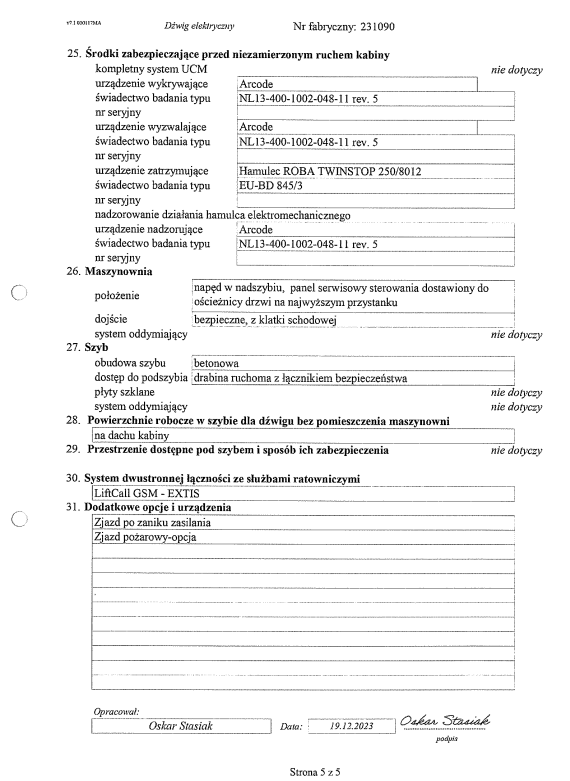 v7.1 000117MA
Dźwig elektryczny
Nr fabryczny: 231090
25. Środki zabezpieczające przed niezamierzonym ruchem kabiny
kompletny system UCM nie dotyczy
urządzenie wykrywające Arcode
świadectwo badania typu NL13-400-1002-048-11 rev. 5
nr seryjny
urządzenie wyzwalające Arcode
świadectwo badania typu NL13-400-1002-048-11 rev. 5
nr seryjny
urządzenie zatrzymujące Hamulec ROBA TWINSTOP 250/8012
świadectwo badania typu EU-BD 845/3
nr seryjny
nadzorowanie działania hamulca elektromechanicznego
urządzenie nadzorujące Arcode
świadectwo badania typu NL13-400-1002-048-11 rev. 5
nr seryjny
26. Maszynownia
położenie napęd w nadszybiu, panel serwisowy sterowania dostawiony do
ościeżnicy drzwi na najwyższym przystanku
dojście bezpieczne, z klatki schodowej
system oddymiający nie dotyczy
27. Szyb
obudowa szybu betonowa
dostęp do podszybia drabina ruchoma z łącznikiem bezpieczeństwa
płyty szklane nie dotyczy
system oddymiający nie dotyczy
28. Powierzchnie robocze w szybie dla dźwigu bez pomieszczenia maszynowni
na dachu kabiny
29. Przestrzenie dostępne pod szybem i sposób ich zabezpieczenia nie dotyczy
30. System dwustronnej łączności ze służbami ratowniczymi
LiftCall GSM - EXTIS
31. Dodatkowe opcje i urządzenia
Zjazd po zaniku zasilania
Zjazd pożarowy-opcja
Opracował:
Oskar Stasiak Data: 19.12.2023 Oskar Stasiak
podpis
Strona 5 z 5